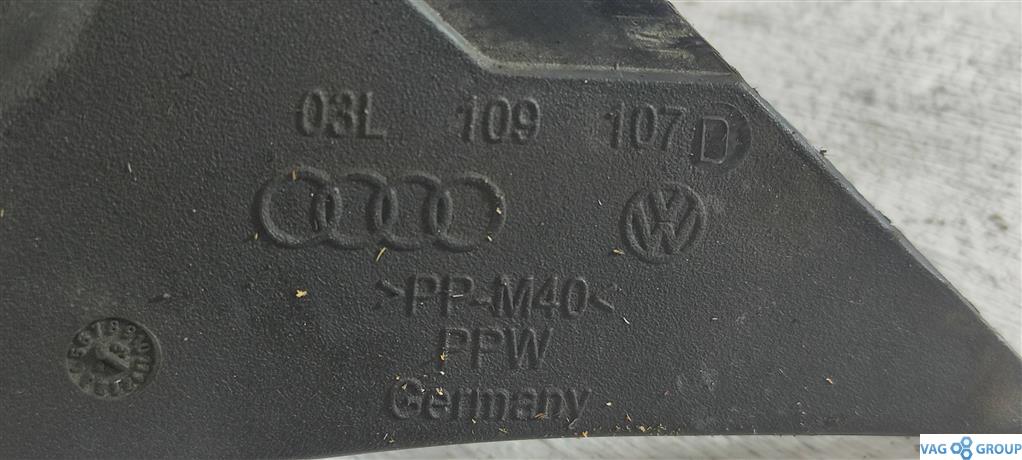 03L 109 107 D
>PP-M40<
PPW
Germany
VAG GROUP